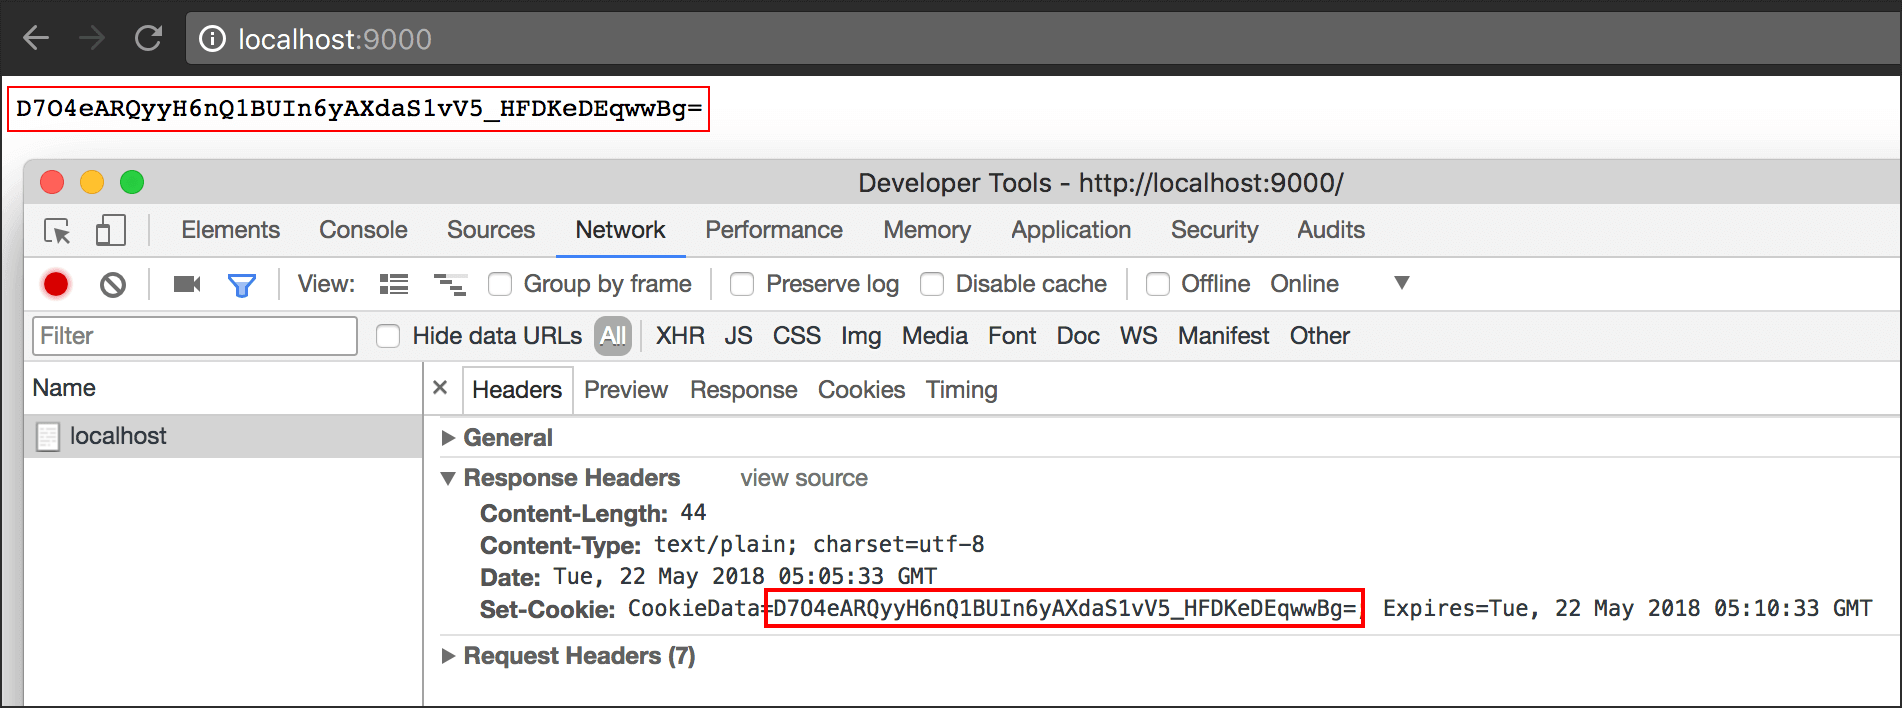 localhost:9000
D7O4eARQyyH6nQ1BUIn6yAXdaS1vV5_HFDKeDEqwwBg=
Developer Tools - http://localhost:9000/
Elements Console Sources Network Performance Memory Application Security Audits
View: Group by frame Preserve log Disable cache Offline Online
Filter Hide data URLs All XHR JS CSS Img Media Font Doc WS Manifest Other
Name × Headers Preview Response Cookies Timing
localhost General
Response Headers view source
Content-Length: 44
Content-Type: text/plain; charset=utf-8
Date: Tue, 22 May 2018 05:05:33 GMT
Set-Cookie: CookieData=D7O4eARQyyH6nQ1BUIn6yAXdaS1vV5_HFDKeDEqwwBg=; Expires=Tue, 22 May 2018 05:10:33 GMT
Request Headers (7)